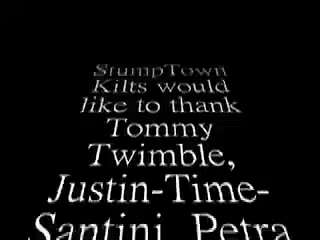 StumpTown
Kilts would
like to thank
Tommy
Twimble,
Justin-Time-
Santini, Petra